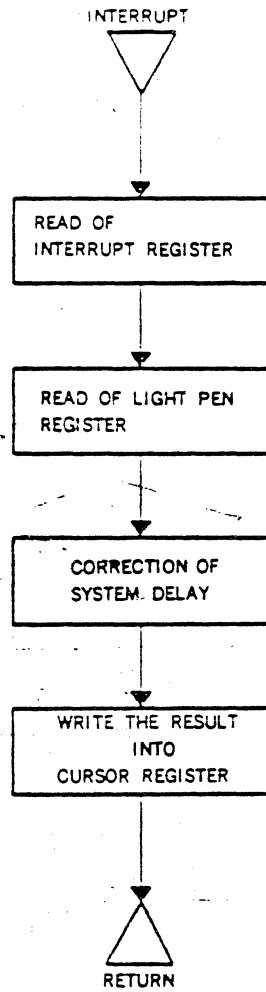 INTERRUPT
READ OF
INTERRUPT REGISTER
READ OF LIGHT PEN
REGISTER
CORRECTION OF
SYSTEM DELAY
WRITE THE RESULT
INTO
CURSOR REGISTER
RETURN